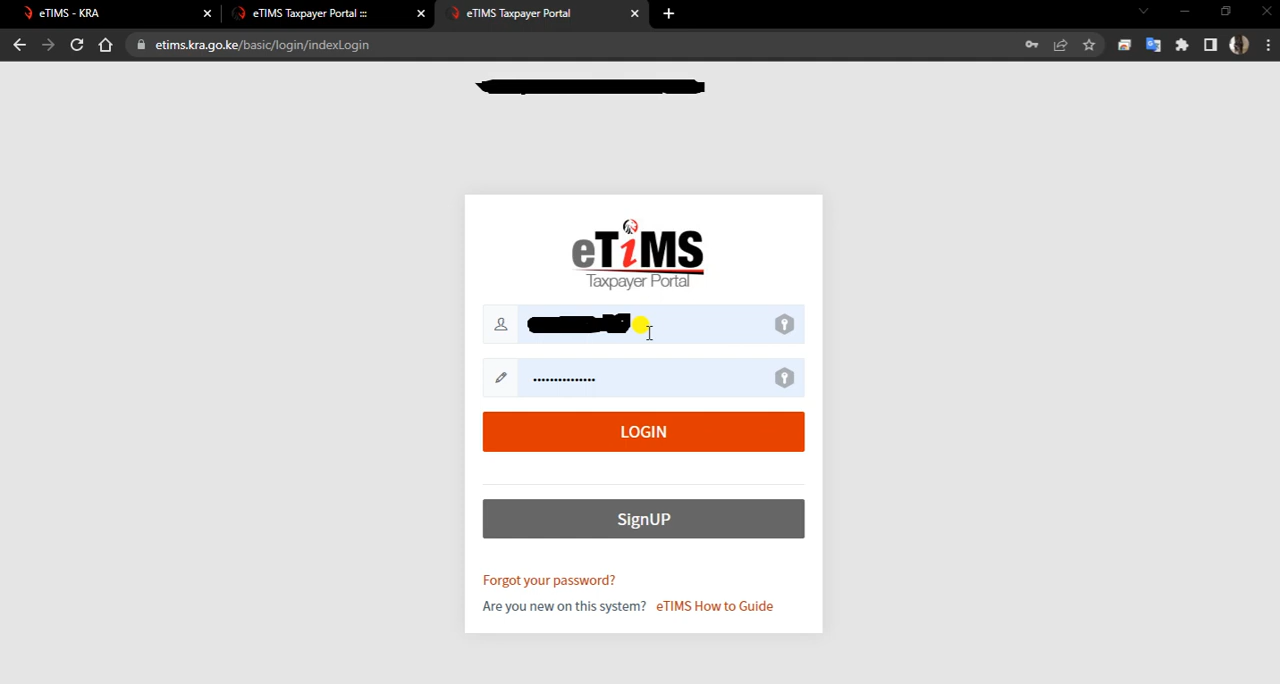 eTIMS - KRA
eTIMS Taxpayer Portal :::
eTIMS Taxpayer Portal
etims.kra.go.ke/basic/login/indexLogin
eTiMS
Taxpayer Portal
...............
LOGIN
SignUP
Forgot your password?
Are you new on this system? eTIMS How to Guide